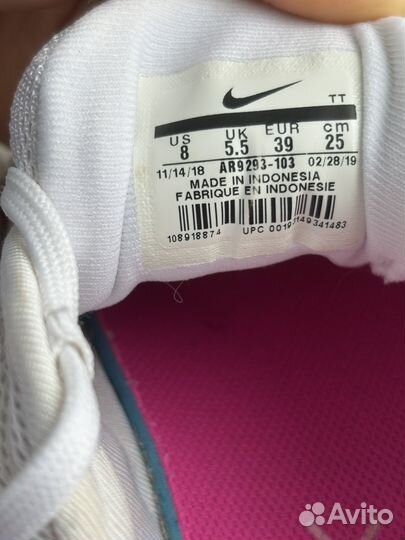 TT
US UK EUR cm
8 5.5 39 25
11/14/18 AR9293-103 02/28/19
MADE IN INDONESIA
FABRIQUE EN INDONESIE
108918874 UPC 00193149341483
Avito